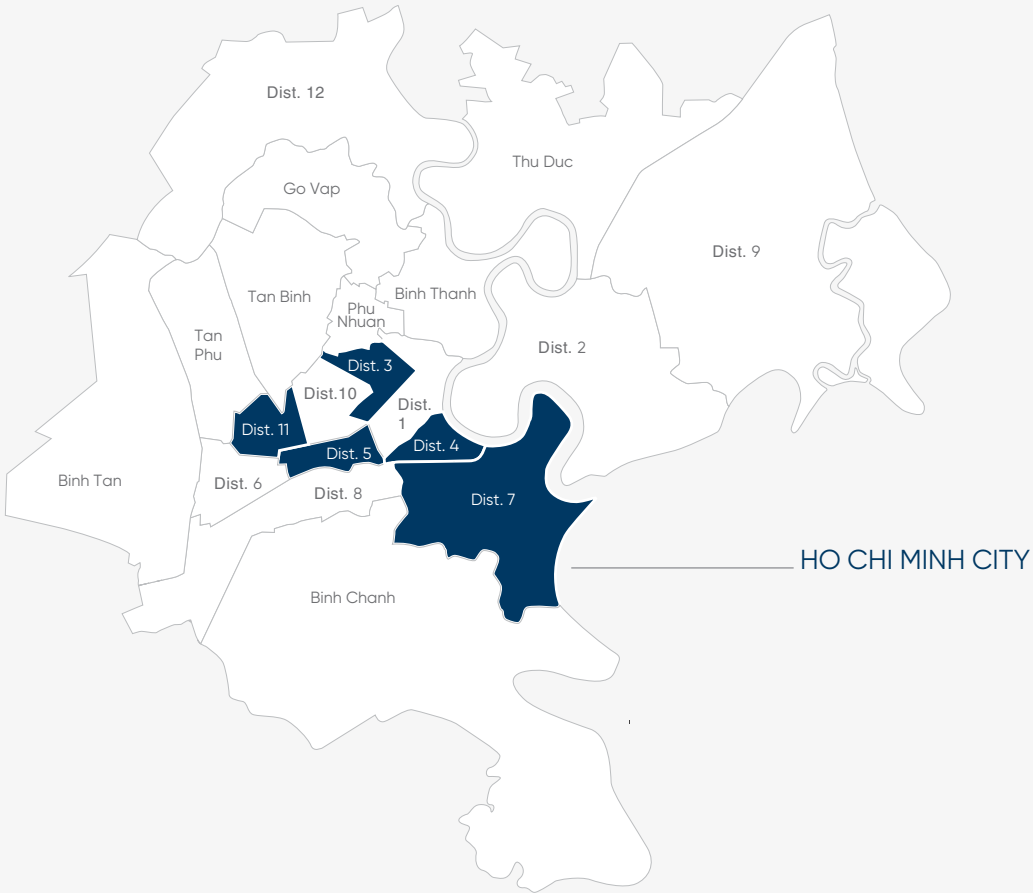 Dist. 12
Thu Duc
Go Vap
Dist. 9
Tan Binh
Binh Thanh
Phu
Nhuan
Tan
Phu
Dist. 2
Dist. 3
Dist.10
Dist.
1
Dist. 11
Dist. 4
Dist. 5
Binh Tan
Dist. 6
Dist. 8
Dist. 7
HO CHI MINH CITY
Binh Chanh